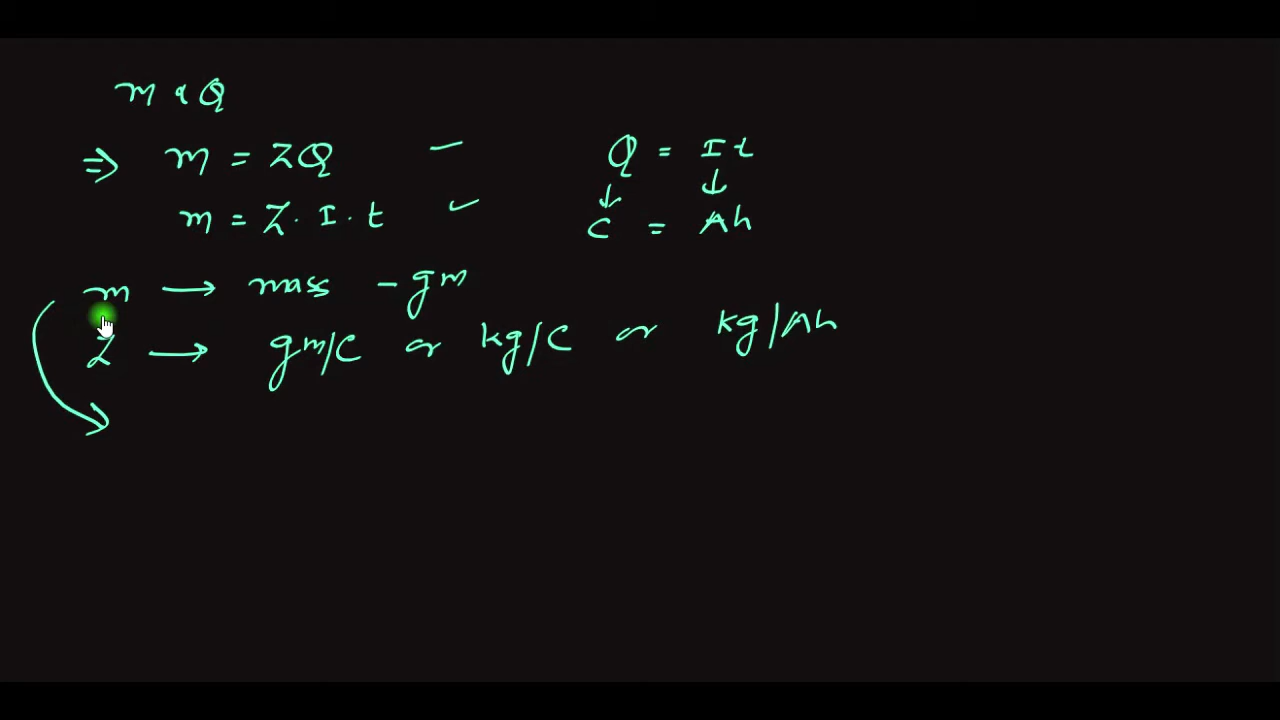 m α Q
⇒ m = ZQ – Q = It
m = Z. I. t ✓ ↓ ↓
C = Ah
m → mass - gm
Z → gm/C or kg/C or kg/Ah